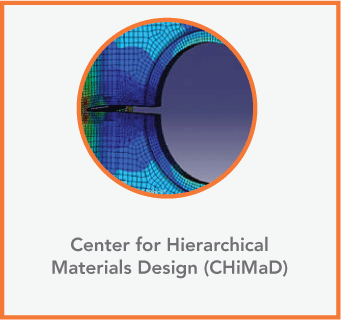 Center for Hierarchical
Materials Design (CHiMaD)